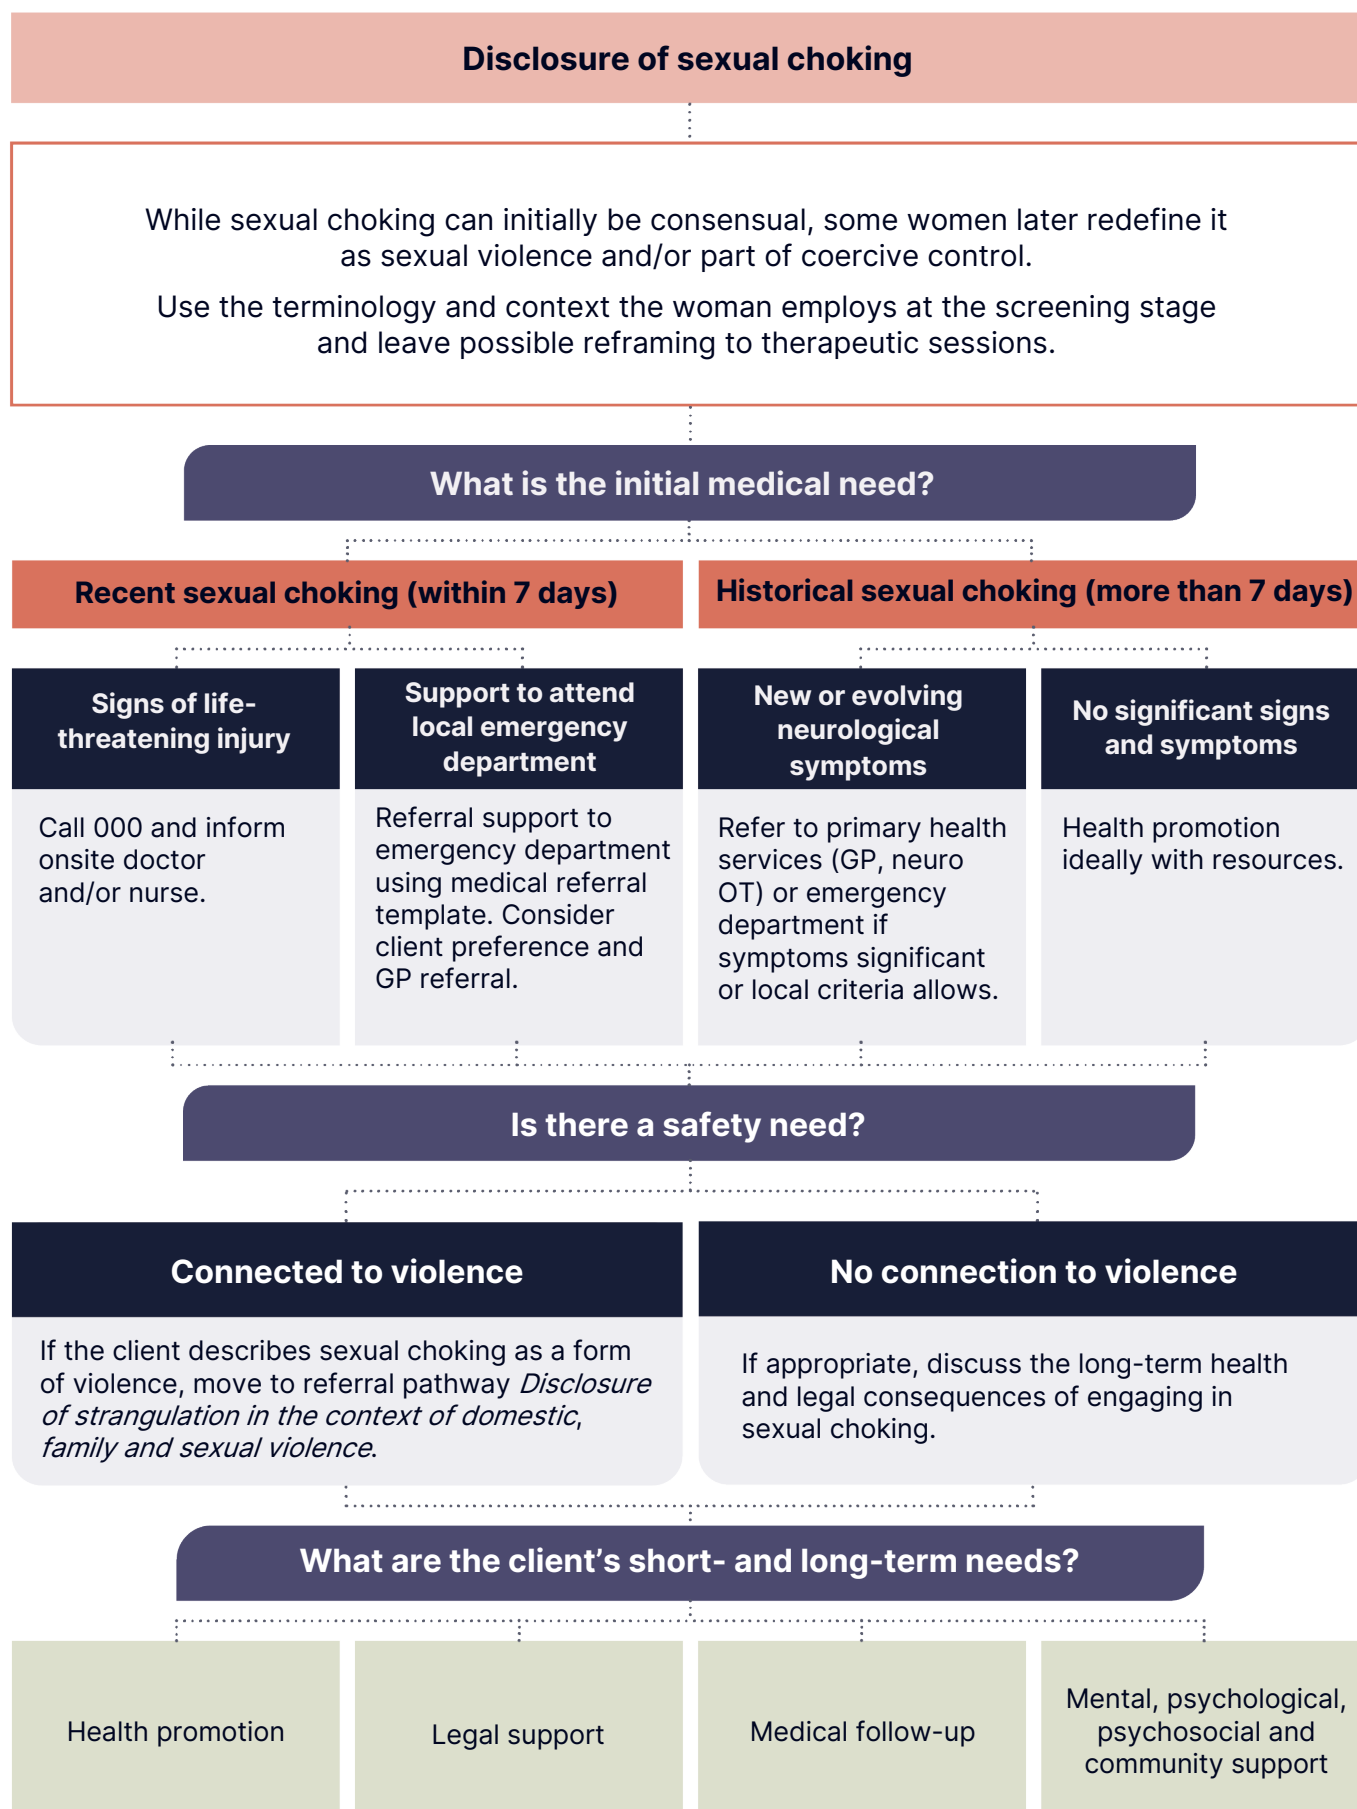 Disclosure of sexual choking
While sexual choking can initially be consensual, some women later redefine it
as sexual violence and/or part of coercive control.
Use the terminology and context the woman employs at the screening stage
and leave possible reframing to therapeutic sessions.
What is the initial medical need?
Recent sexual choking (within 7 days)
Historical sexual choking (more than 7 days)
Signs of life-
threatening injury
Call 000 and inform
onsite doctor
and/or nurse.
Support to attend
local emergency
department
Referral support to
emergency department
using medical referral
template. Consider
client preference and
GP referral.
New or evolving
neurological
symptoms
Refer to primary health
services (GP, neuro
OT) or emergency
department if
symptoms significant
or local criteria allows.
No significant signs
and symptoms
Health promotion
ideally with resources.
Is there a safety need?
Connected to violence
If the client describes sexual choking as a form
of violence, move to referral pathway Disclosure
of strangulation in the context of domestic,
family and sexual violence.
No connection to violence
If appropriate, discuss the long-term health
and legal consequences of engaging in
sexual choking.
What are the client’s short- and long-term needs?
Health promotion
Legal support
Medical follow-up
Mental, psychological,
psychosocial and
community support